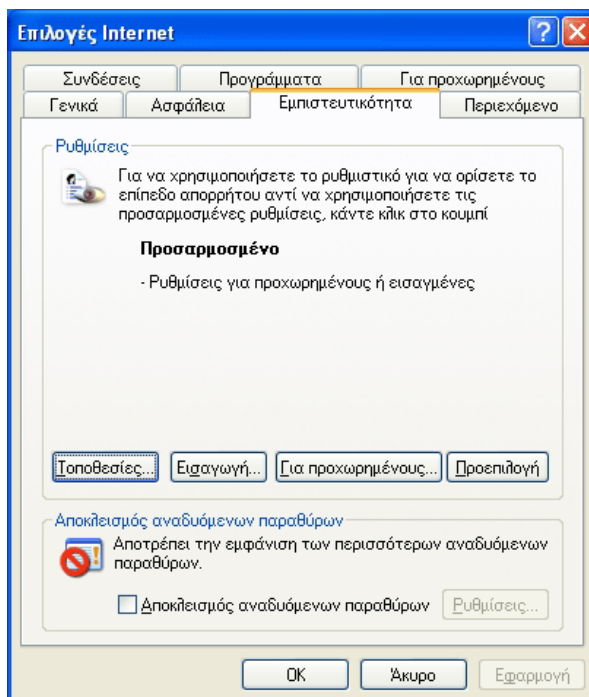 Επιλογές Internet
Συνδέσεις Προγράμματα Για προχωρημένους
Γενικά Ασφάλεια Εμπιστευτικότητα Περιεχόμενο
Ρυθμίσεις
Για να χρησιμοποιήσετε το ρυθμιστικό για να ορίσετε το
επίπεδο απορρήτου αντί να χρησιμοποιήσετε τις
προσαρμοσμένες ρυθμίσεις, κάντε κλικ στο κουμπί
Προσαρμοσμένο
- Ρυθμίσεις για προχωρημένους ή εισαγμένες
Τοποθεσίες... Εισαγωγή... Για προχωρημένους... Προεπιλογή
Αποκλεισμός αναδυόμενων παραθύρων
Αποτρέπει την εμφάνιση των περισσότερων αναδυόμενων
παραθύρων.
Αποκλεισμός αναδυόμενων παραθύρων Ρυθμίσεις...
OK Άκυρο Εφαρμογή